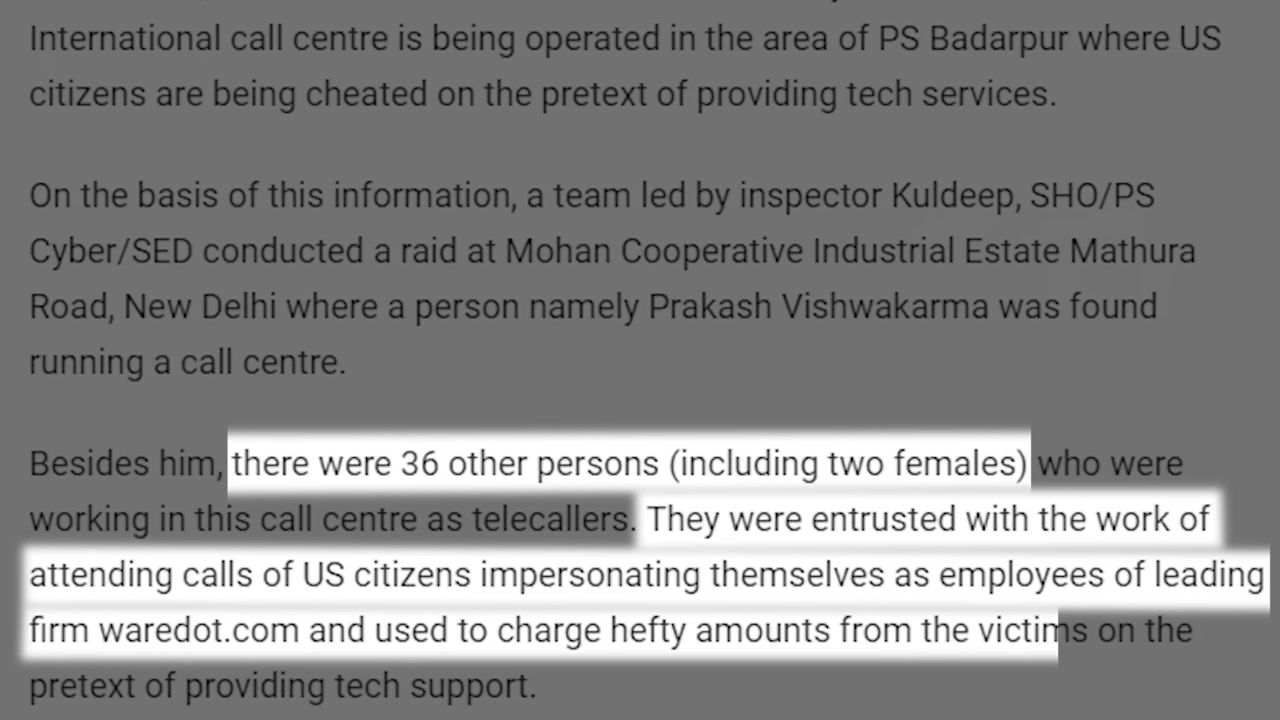 International call centre is being operated in the area of PS Badarpur where US
citizens are being cheated on the pretext of providing tech services.
On the basis of this information, a team led by inspector Kuldeep, SHO/PS
Cyber/SED conducted a raid at Mohan Cooperative Industrial Estate Mathura
Road, New Delhi where a person namely Prakash Vishwakarma was found
running a call centre.
Besides him, there were 36 other persons (including two females) who were
working in this call centre as telecallers. They were entrusted with the work of
attending calls of US citizens impersonating themselves as employees of leading
firm waredot.com and used to charge hefty amounts from the victims on the
pretext of providing tech support.